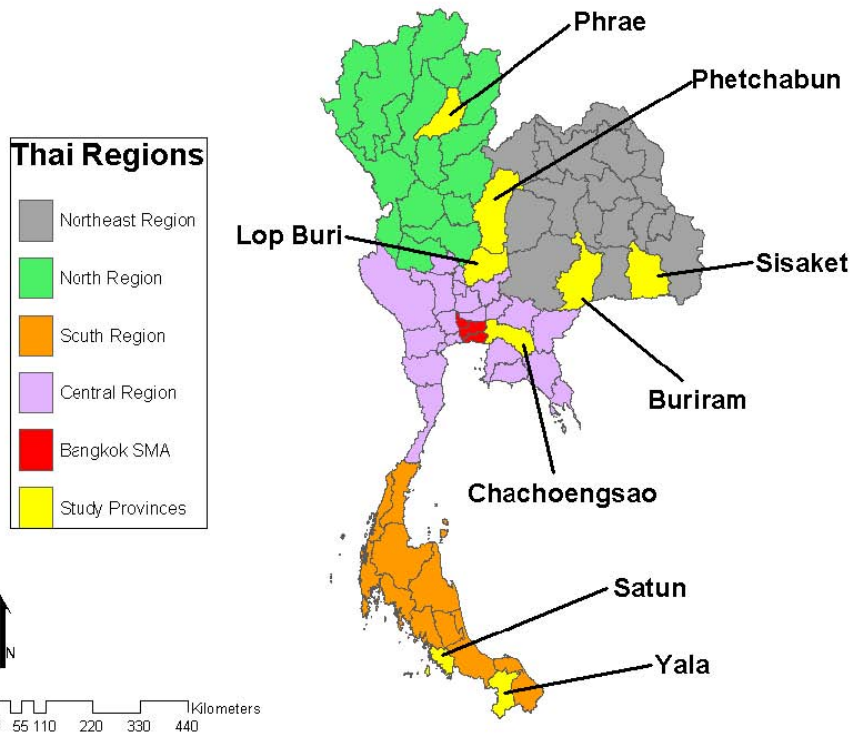 Phrae
Phetchabun
Thai Regions
Northeast Region
North Region
South Region
Central Region
Bangkok SMA
Study Provinces
Lop Buri
Sisaket
Buriram
Chachoengsao
Satun
Yala
N
Kilometers
55 110 220 330 440